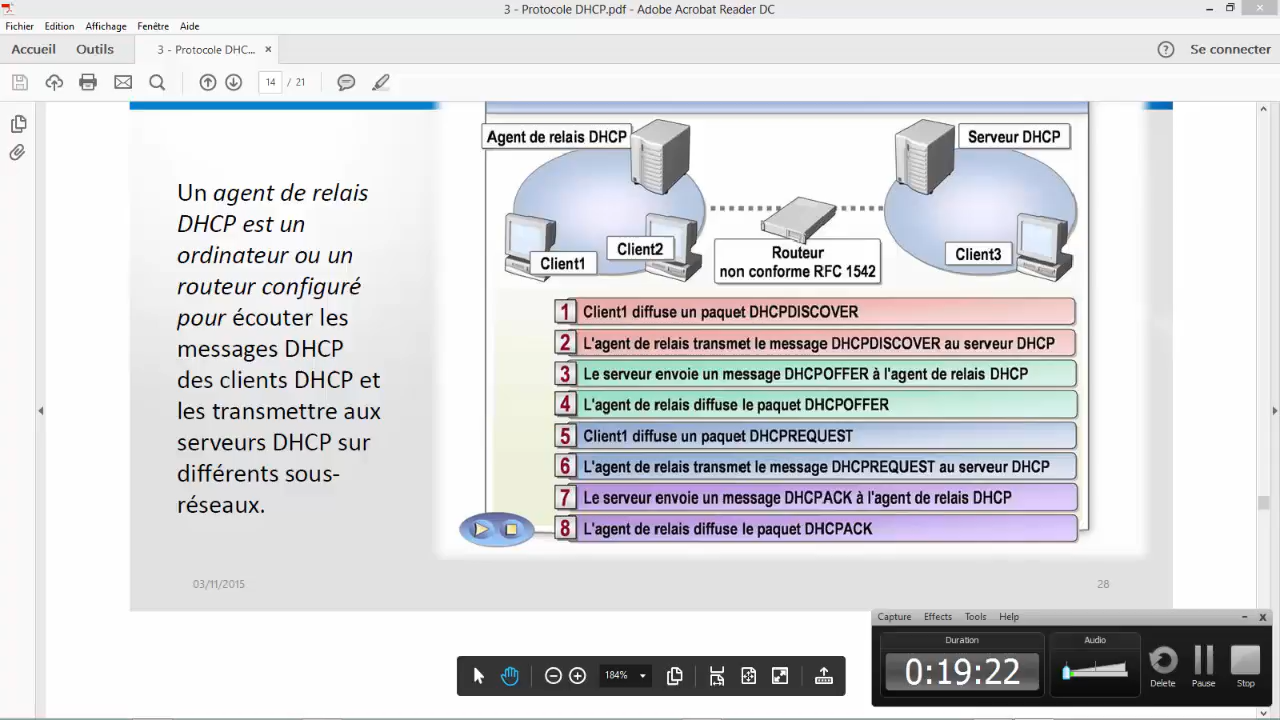 3 - Protocole DHCP.pdf - Adobe Acrobat Reader DC
Fichier Edition Affichage Fenêtre Aide
Accueil Outils 3 - Protocole DHC... × Se connecter
14 / 21
Agent de relais DHCP
Serveur DHCP
Client1
Client2
Routeur
non conforme RFC 1542
Client3
Un agent de relais
DHCP est un
ordinateur ou un
routeur configuré
pour écouter les
messages DHCP
des clients DHCP et
les transmettre aux
serveurs DHCP sur
différents sous-
réseaux.
1 Client1 diffuse un paquet DHCPDISCOVER
2 L'agent de relais transmet le message DHCPDISCOVER au serveur DHCP
3 Le serveur envoie un message DHCPOFFER à l'agent de relais DHCP
4 L'agent de relais diffuse le paquet DHCPOFFER
5 Client1 diffuse un paquet DHCPREQUEST
6 L'agent de relais transmet le message DHCPREQUEST au serveur DHCP
7 Le serveur envoie un message DHCPACK à l'agent de relais DHCP
8 L'agent de relais diffuse le paquet DHCPACK
03/11/2015
28
184%
Capture Effects Tools Help
Duration
0:19:22
Audio
Delete
Pause
Stop